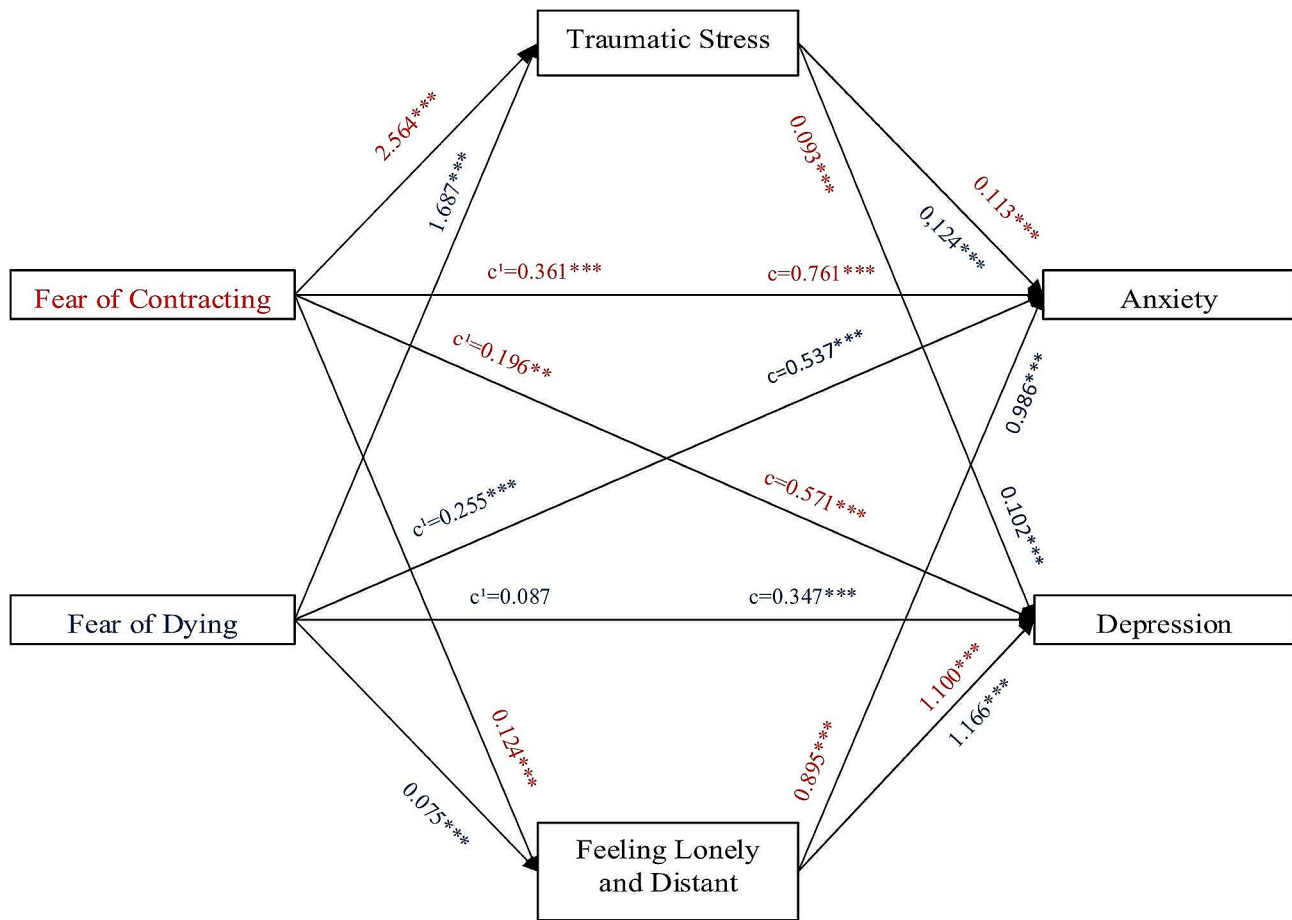 Traumatic Stress
2.564***
1.687***
0.093***
0.113***
0,124***
c¹=0.361***
c=0.761***
Fear of Contracting
Anxiety
c¹=0.196**
c=0.537***
0.986***
c¹=0.255***
c=0.571***
0.102***
c¹=0.087
c=0.347***
Fear of Dying
Depression
0.124***
0.895***
1.100***
1.166***
0.075***
Feeling Lonely
and Distant